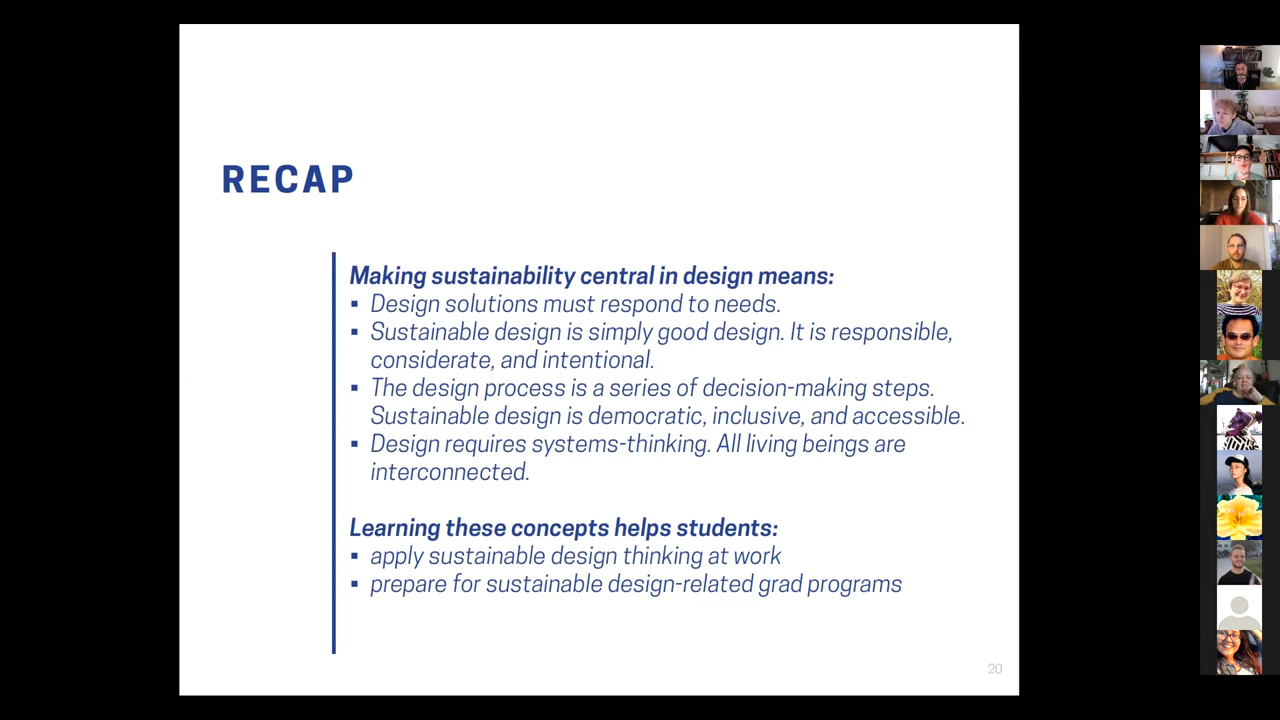 RECAP
Making sustainability central in design means:
▪ Design solutions must respond to needs.
▪ Sustainable design is simply good design. It is responsible,
considerate, and intentional.
▪ The design process is a series of decision-making steps.
Sustainable design is democratic, inclusive, and accessible.
▪ Design requires systems-thinking. All living beings are
interconnected.
Learning these concepts helps students:
▪ apply sustainable design thinking at work
▪ prepare for sustainable design-related grad programs
20